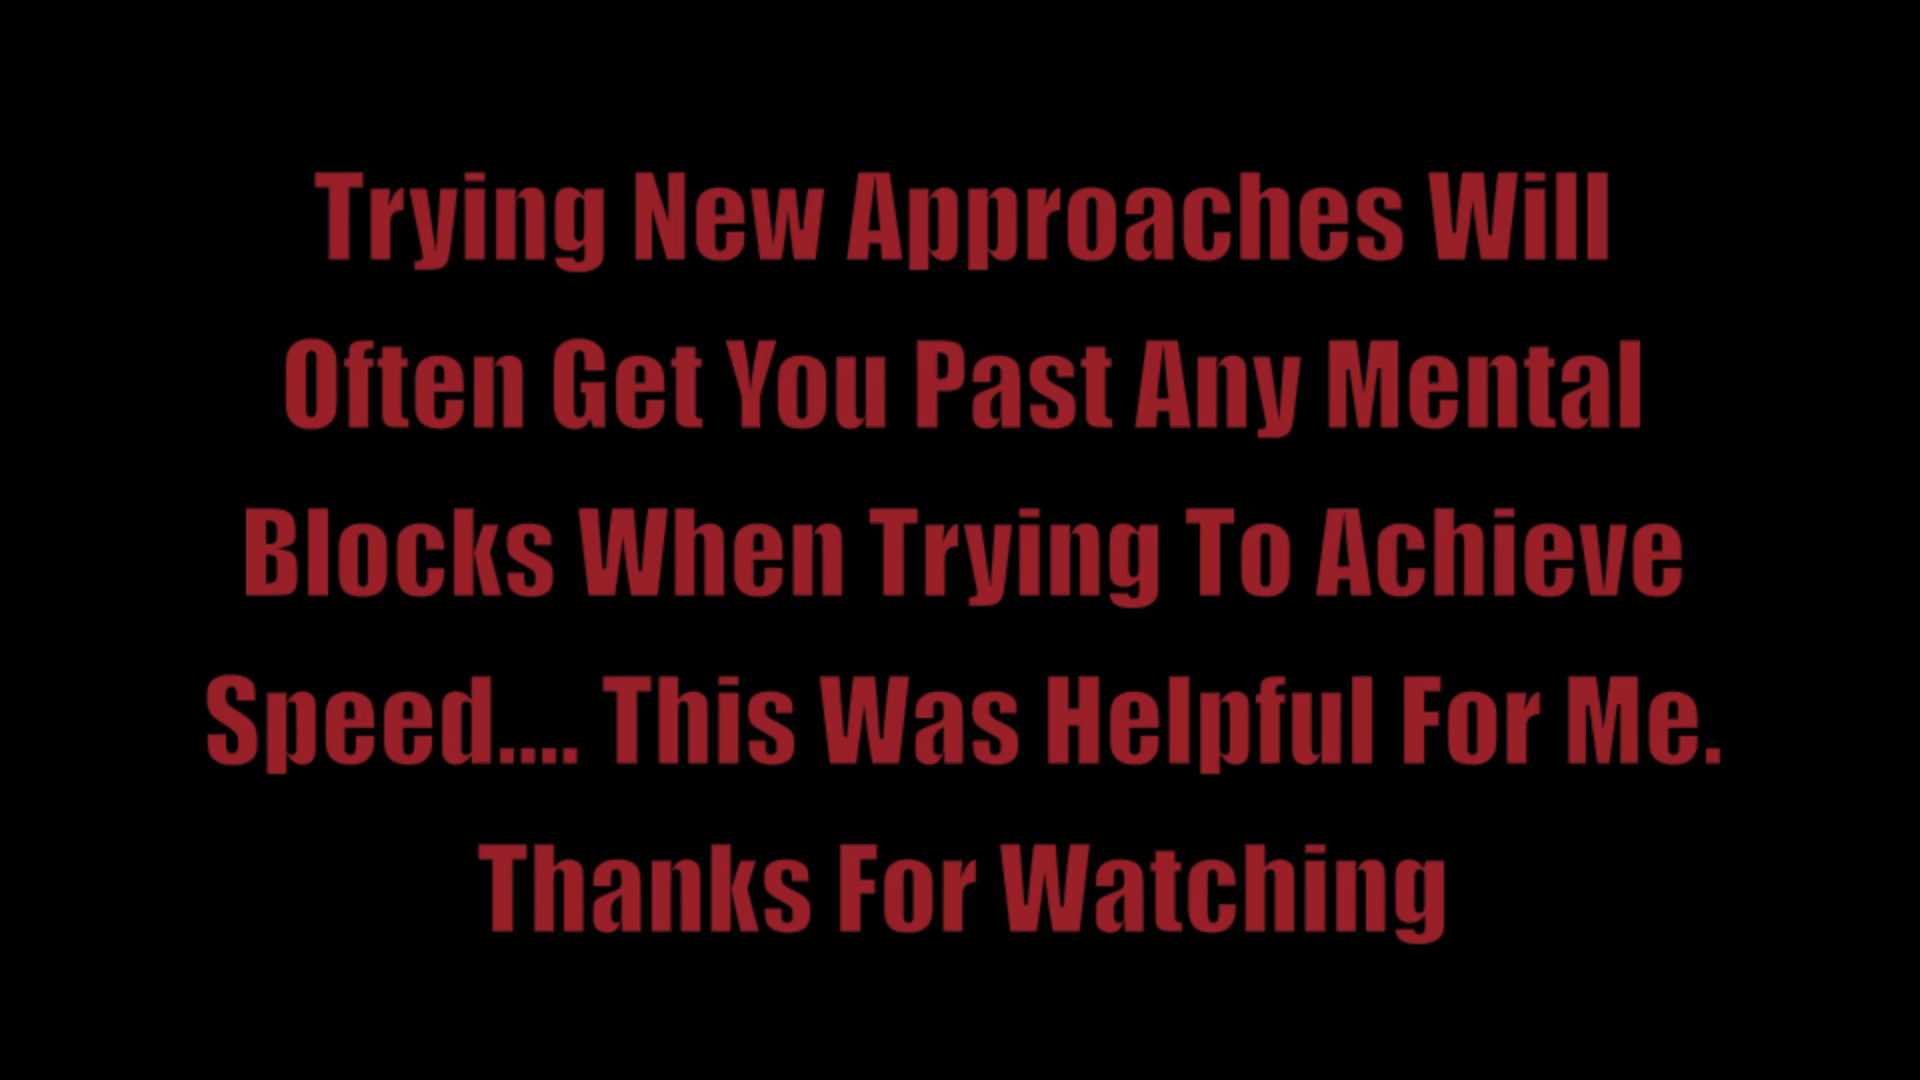 Trying New Approaches Will
Often Get You Past Any Mental
Blocks When Trying To Achieve
Speed.... This Was Helpful For Me.
Thanks For Watching